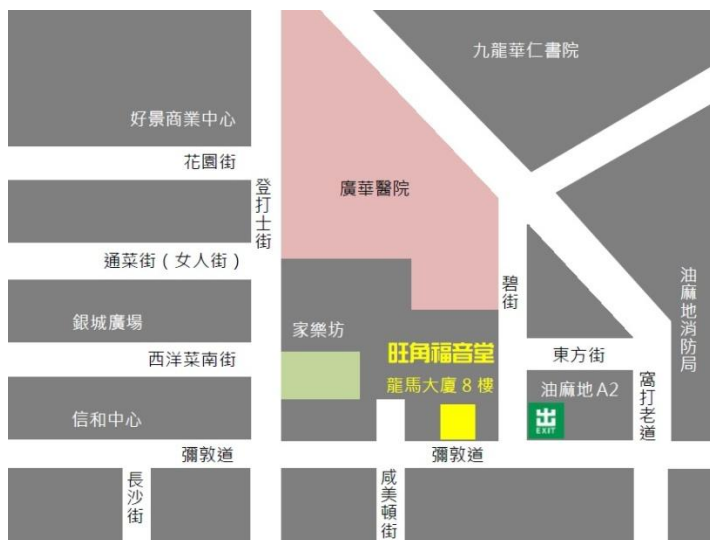 九龍華仁書院
好景商業中心
花園街
登打士街
廣華醫院
通菜街(女人街)
碧街
油麻地消防局
銀城廣場
家樂坊
旺角福音堂
東方街
西洋菜南街
龍馬大廈8樓
油麻地A2
窩打老道
信和中心
出
EXIT
彌敦道
彌敦道
長沙街
咸美頓街